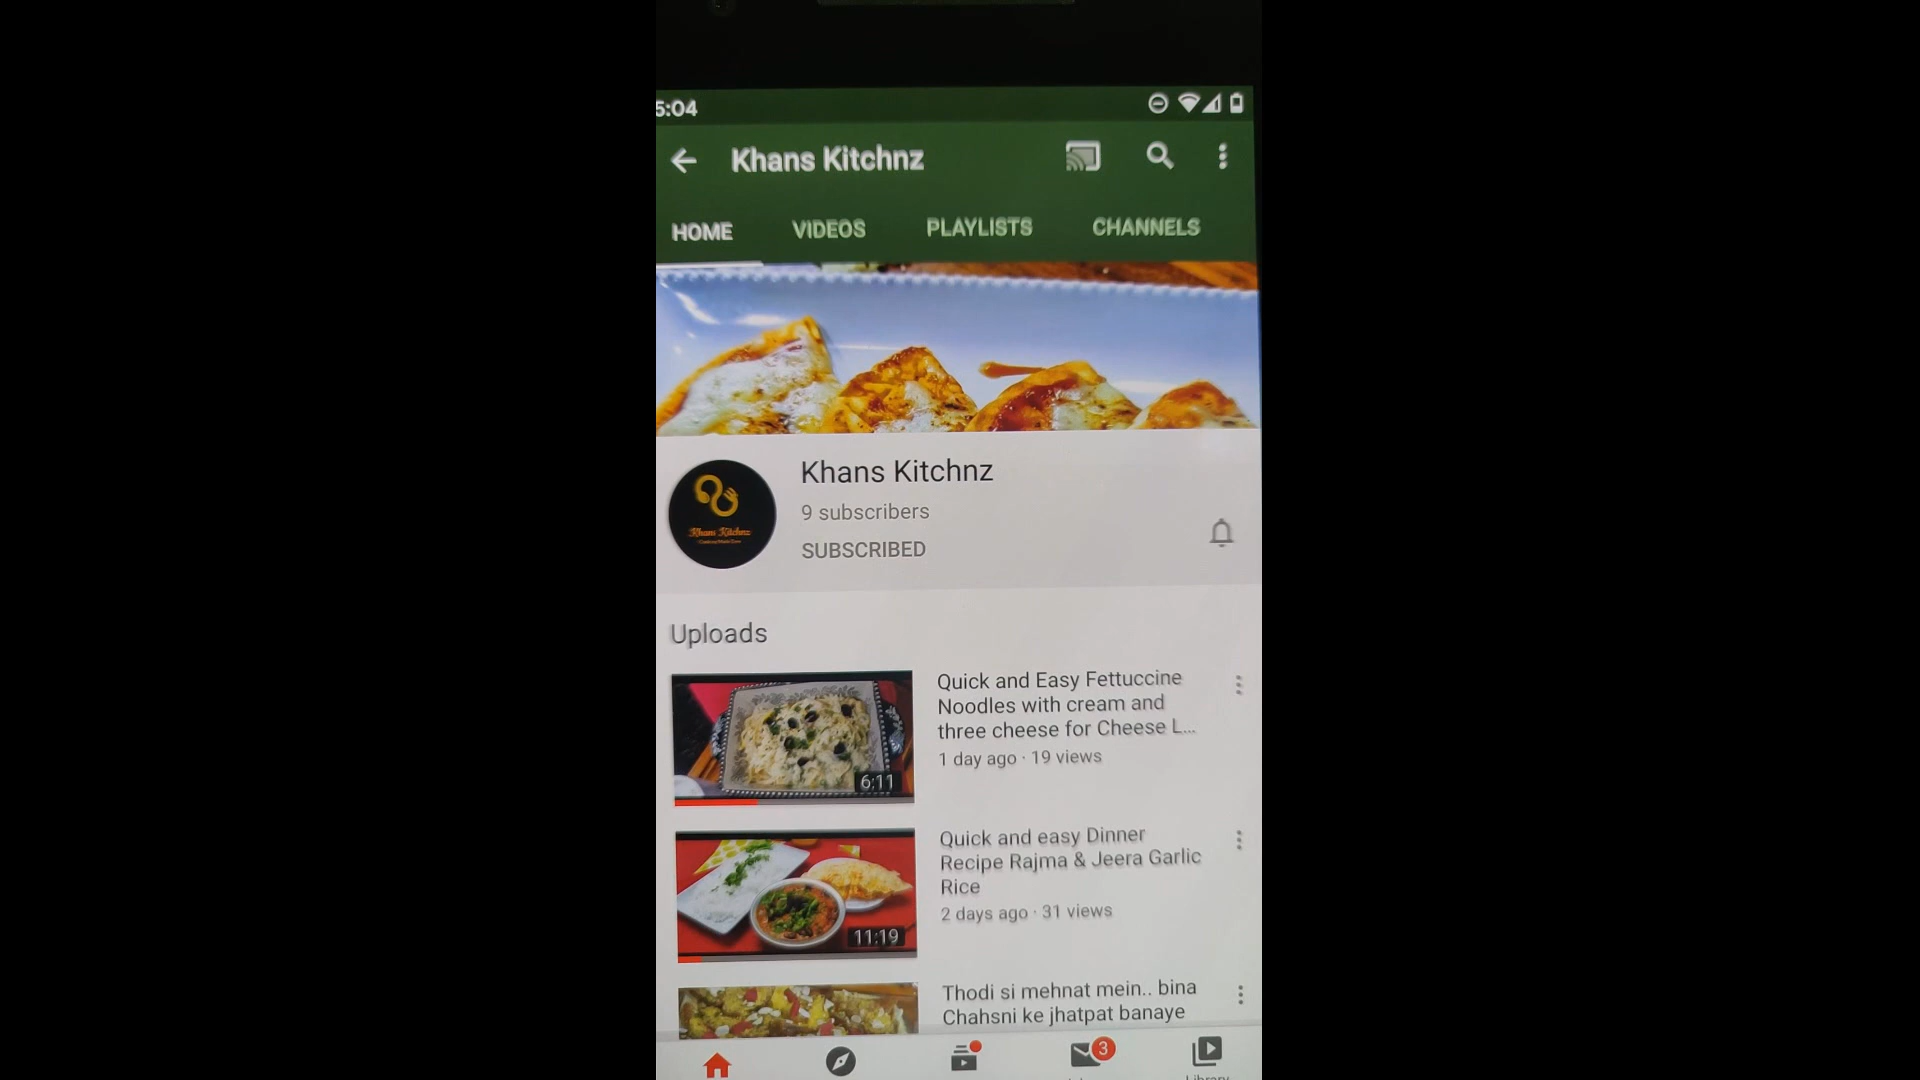 5:04
Khans Kitchnz
HOME VIDEOS PLAYLISTS CHANNELS
Khans Kitchnz
Khans Kitchnz
9 subscribers
SUBSCRIBED
Uploads
Quick and Easy Fettuccine
Noodles with cream and
three cheese for Cheese L...
1 day ago · 19 views
6:11
Quick and easy Dinner
Recipe Rajma & Jeera Garlic
Rice
2 days ago · 31 views
11:19
Thodi si mehnat mein.. bina
Chahsni ke jhatpat banaye
3
Library